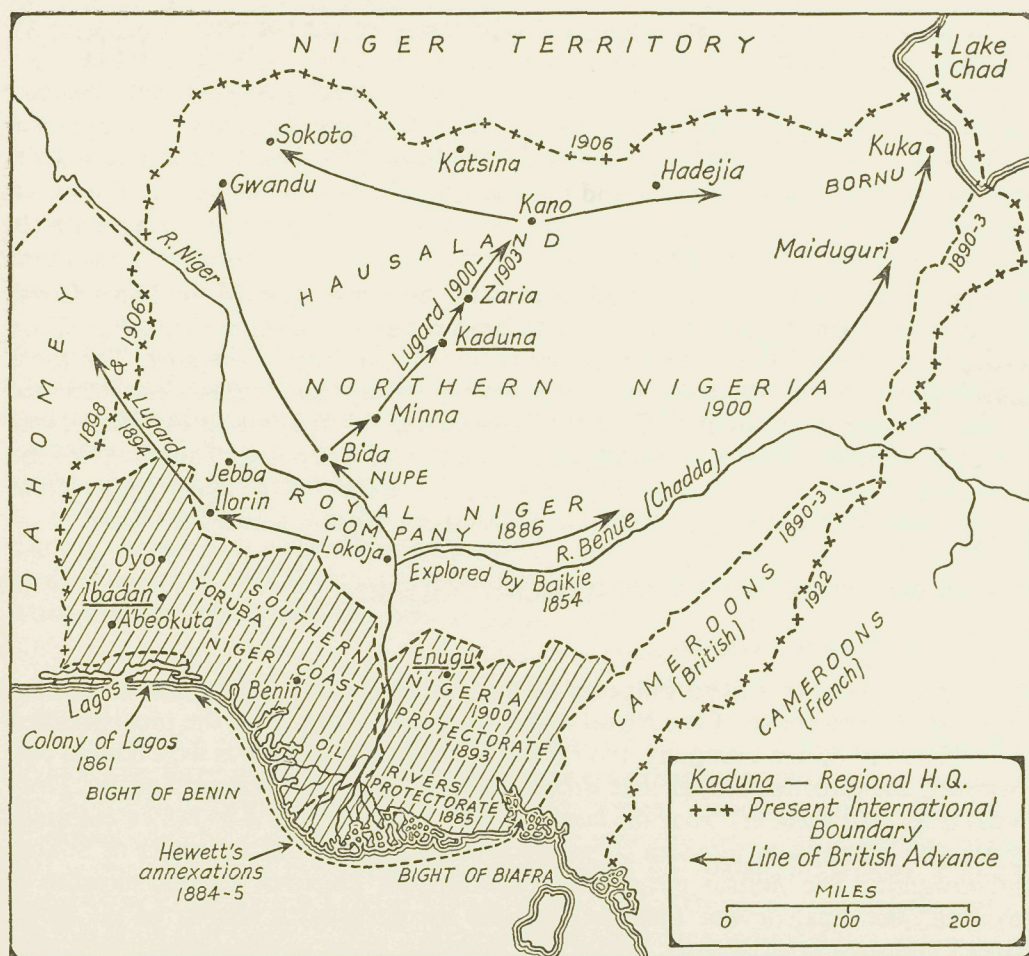 NIGER TERRITORY
Lake
Chad
Sokoto
Katsina
1906
Kuka
Gwandu
Hadejia
BORNU
Kano
R. Niger
HAUSALAND
Maiduguri
1890-3
Lugard 1900-
1903
Zaria
Kaduna
DAHOMEY
1898 & 1906
Lugard
1894
NORTHERN NIGERIA
1900
Minna
Bida
NUPE
Jebba
Ilorin
ROYAL NIGER
COMPANY 1886
R. Benue [Chadda]
1890-3
Lokoja
Explored by Baikie
1854
Oyo
Ibadan
Abeokuta
YORUBA
SOUTHERN
NIGERIA
1900
NIGER COAST
PROTECTORATE
1893
Enugu
Benin
Lagos
Colony of Lagos
1861
OIL
RIVERS
PROTECTORATE
1885
CAMEROONS
[British]
1922
CAMEROONS
[French]
BIGHT OF BENIN
Hewett's
annexations
1884-5
BIGHT OF BIAFRA
Kaduna — Regional H.Q.
Present International
Boundary
Line of British Advance
MILES
0 100 200